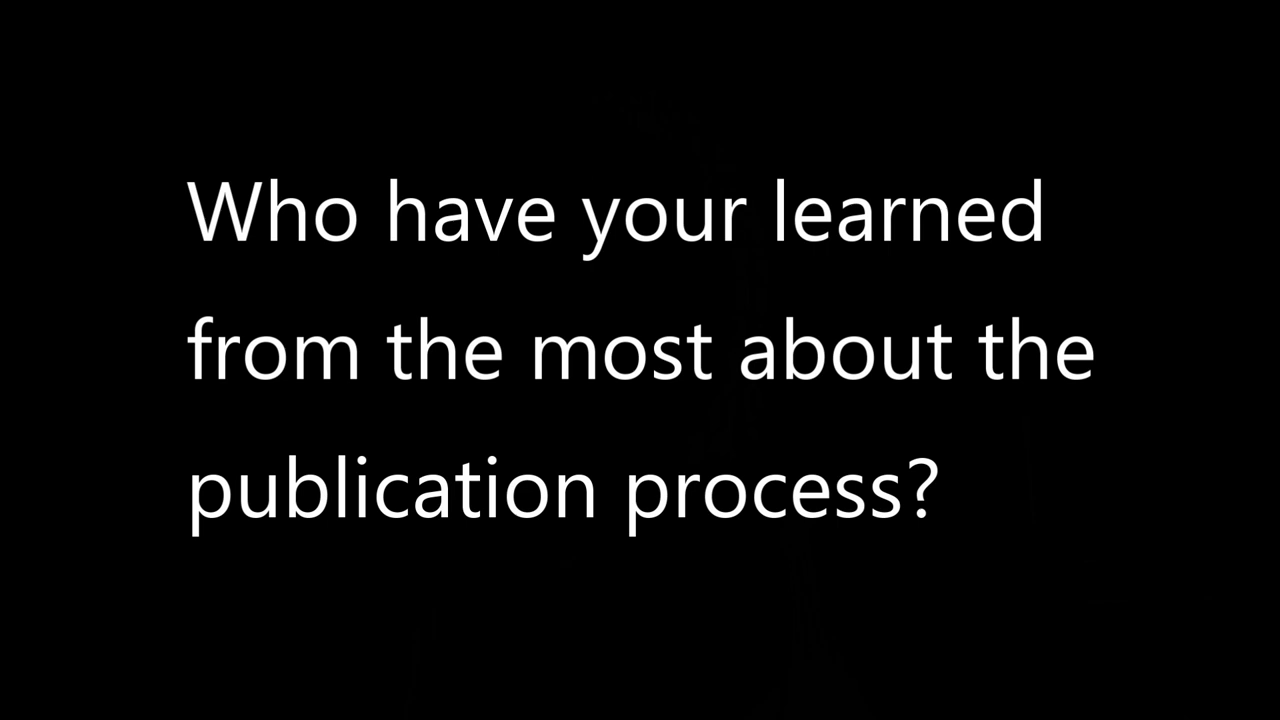 Who have your learned
from the most about the
publication process?